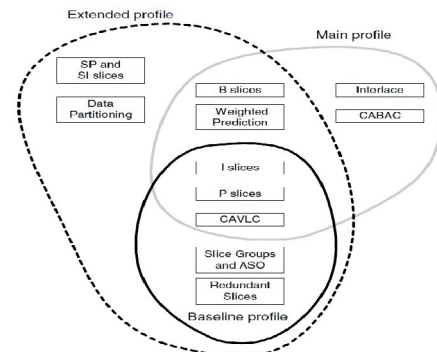 Extended profile
Main profile
SP and
SI slices
B slices
Interlace
Data
Partitioning
Weighted
Prediction
CABAC
I slices
P slices
CAVLC
Slice Groups
and ASO
Redundant
Slices
Baseline profile